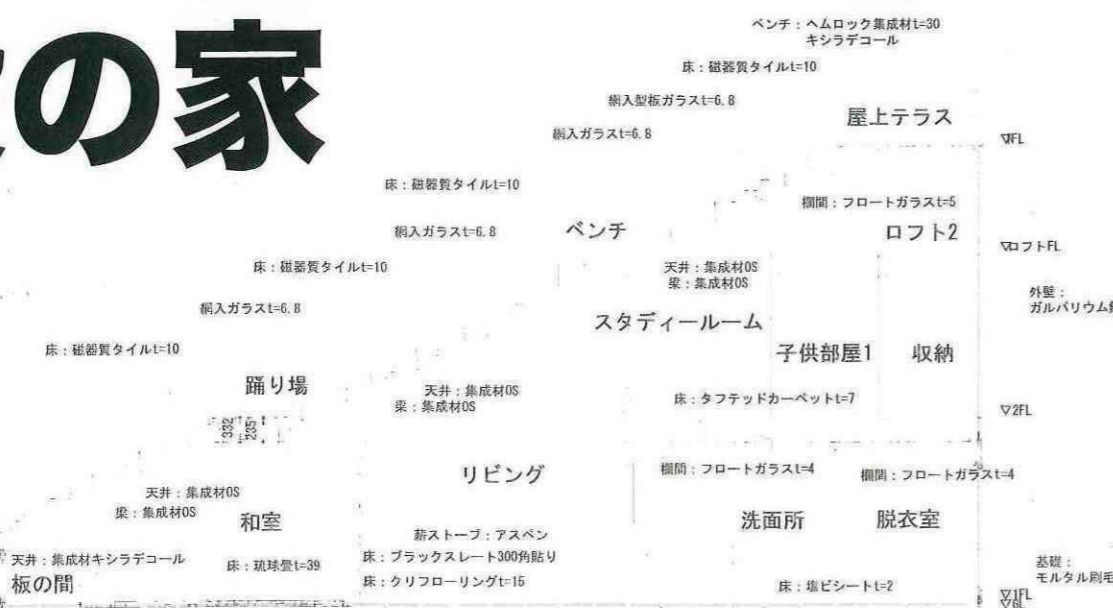 の家
ベンチ：ヘムロック集成材t=30
キシラデコール
床：磁器質タイルt=10
網入型板ガラスt=6.8
屋上テラス
網入ガラスt=6.8
床：磁器質タイルt=10
欄間：フロートガラスt=5
網入ガラスt=6.8
ベンチ
ロフト2
▽ロフトFL
床：磁器質タイルt=10
天井：集成材OS
梁：集成材OS
外壁：
ガルバリウム
網入ガラスt=6.8
スタディールーム
床：磁器質タイルt=10
子供部屋1
収納
踊り場
天井：集成材OS
梁：集成材OS
床：タフテッドカーペットt=7
▽2FL
332
235
リビング
欄間：フロートガラスt=4
欄間：フロートガラスt=4
天井：集成材OS
梁：集成材OS
和室
洗面所
脱衣室
薪ストーブ：アスペン
天井：集成材キシラデコール
床：琉球畳t=39
床：ブラックスレート300角貼り
基礎：
モルタル刷毛
板の間
床：クリフローリングt=15
床：塩ビシートt=2
▽1FL